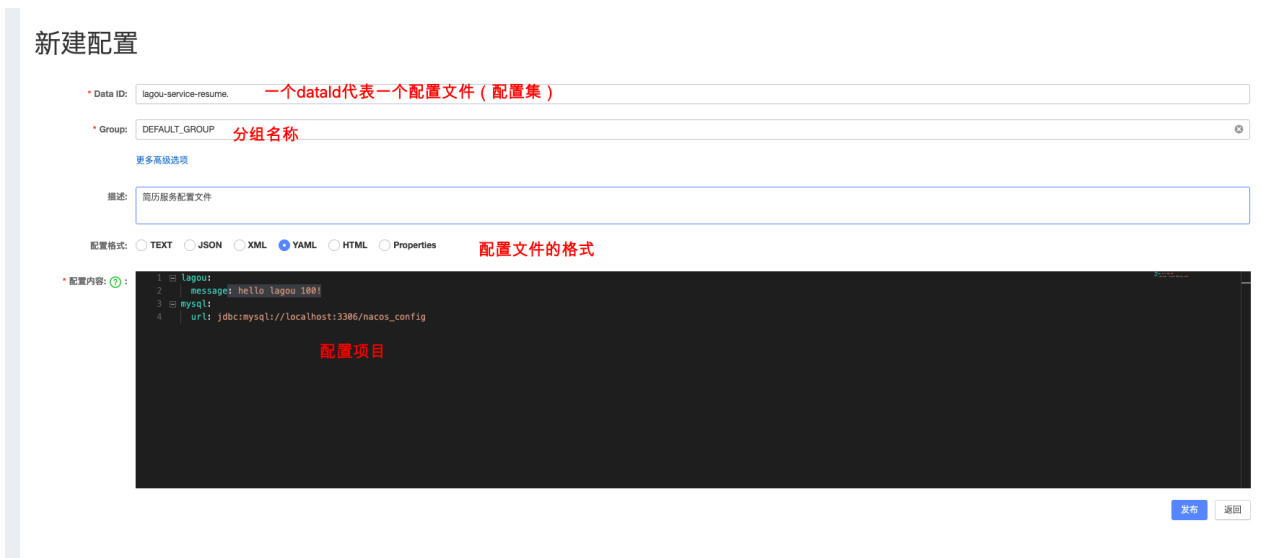 新建配置
* Data ID: lagou-service-resume. 一个dataId代表一个配置文件（配置集）
* Group: DEFAULT_GROUP 分组名称
更多高级选项
描述: 简历服务配置文件
配置格式: TEXT JSON XML YAML HTML Properties 配置文件的格式
* 配置内容: ? :
1 lagou:
2 message: hello lagou 100!
3 mysql:
4 url: jdbc:mysql://localhost:3306/nacos_config
配置项目
发布 返回